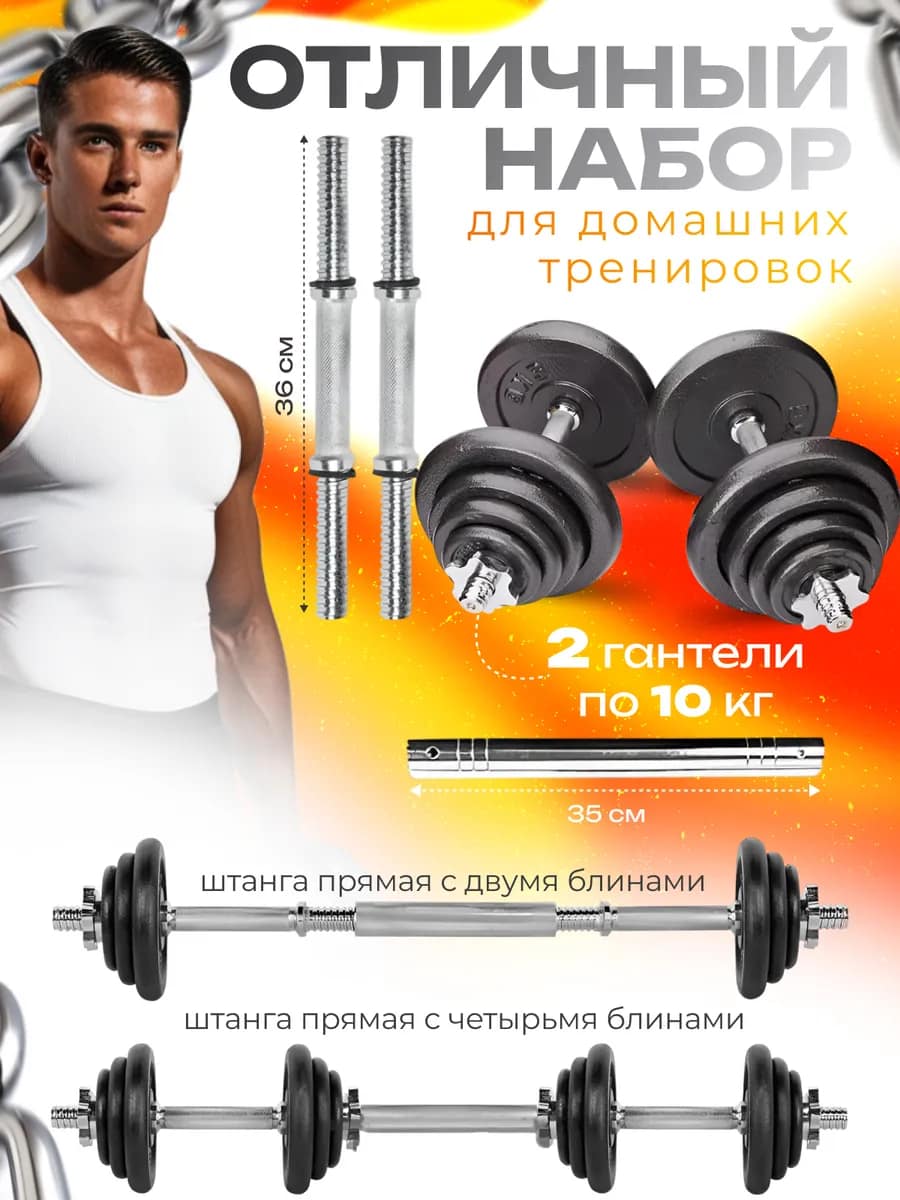 ОТЛИЧНЫЙ
НАБОР
для домашних
тренировок
36 см
2 гантели
по 10 кг
35 см
штанга прямая с двумя блинами
штанга прямая с четырьмя блинами